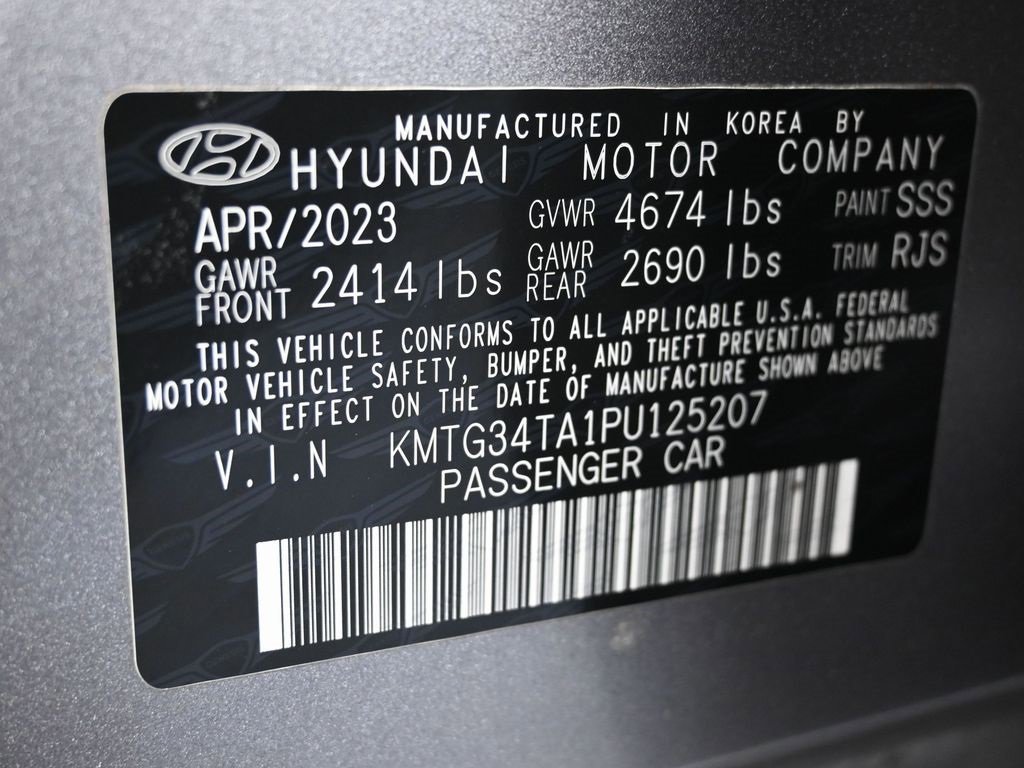 MANUFACTURED IN KOREA BY
HYUNDAI MOTOR COMPANY
APR/2023 GVWR 4674 lbs PAINT SSS
GAWR FRONT 2414 lbs GAWR REAR 2690 lbs TRIM RJS
THIS VEHICLE CONFORMS TO ALL APPLICABLE U.S.A. FEDERAL
MOTOR VEHICLE SAFETY, BUMPER, AND THEFT PREVENTION STANDARDS
IN EFFECT ON THE DATE OF MANUFACTURE SHOWN ABOVE
V.I.N KMTG34TA1PU125207
PASSENGER CAR